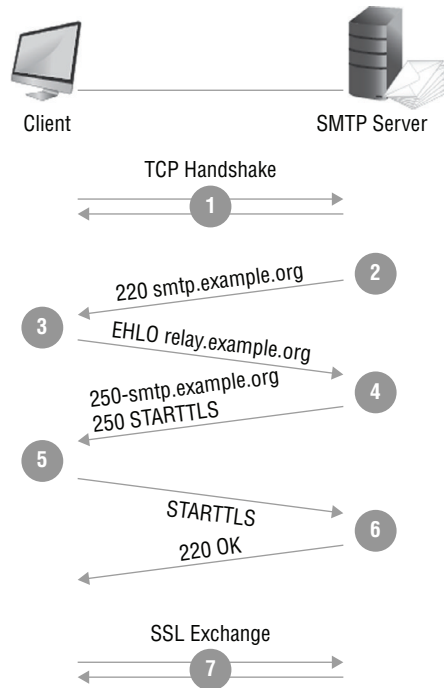 Client
SMTP Server
TCP Handshake
1
2
220 smtp.example.org
3
EHLO relay.example.org
4
250-smtp.example.org
250 STARTTLS
5
STARTTLS
6
220 OK
SSL Exchange
7